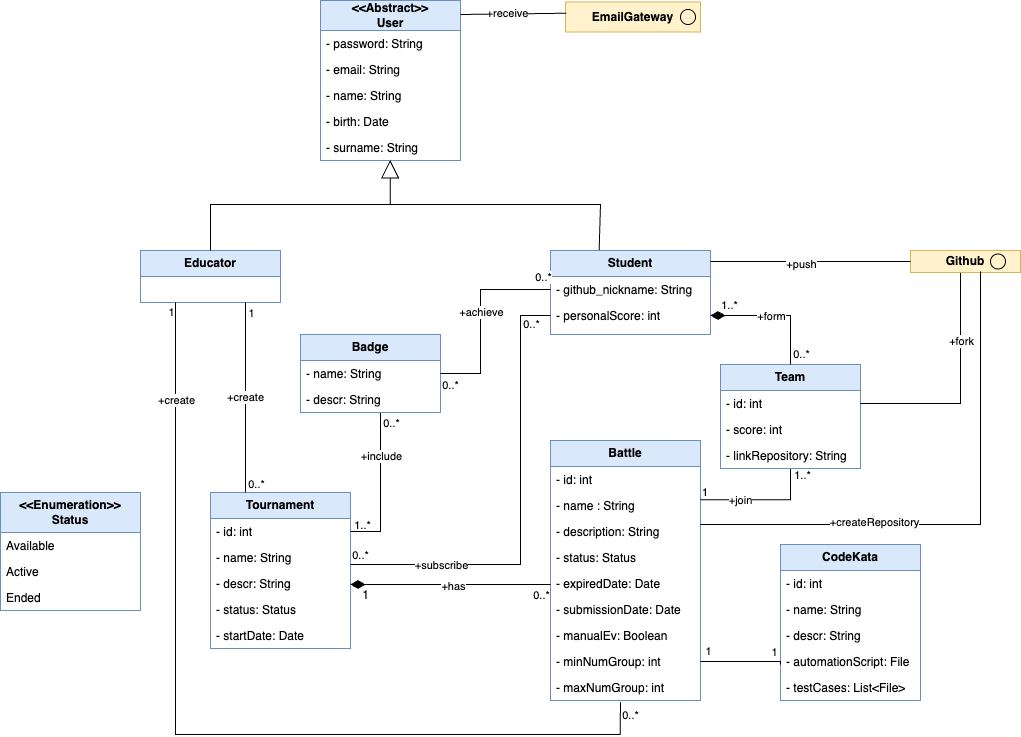 <<Abstract>>
User
- password: String
- email: String
- name: String
- birth: Date
- surname: String
+receive
EmailGateway
Educator
1
1
+create
+create
Student
- github_nickname: String
- personalScore: int
0..*
+achieve
0..*
+push
Github
1..*
+form
0..*
+fork
Badge
- name: String
- descr: String
0..*
0..*
+include
Team
- id: int
- score: int
- linkRepository: String
1..*
1
+join
+createRepository
<<Enumeration>>
Status
Available
Active
Ended
0..*
Tournament
- id: int
- name: String
- descr: String
- status: Status
- startDate: Date
1..*
0..*
+subscribe
1
+has
0..*
Battle
- id: int
- name : String
- description: String
- status: Status
- expiredDate: Date
- submissionDate: Date
- manualEv: Boolean
- minNumGroup: int
- maxNumGroup: int
0..*
1
1
CodeKata
- id: int
- name: String
- descr: String
- automationScript: File
- testCases: List<File>